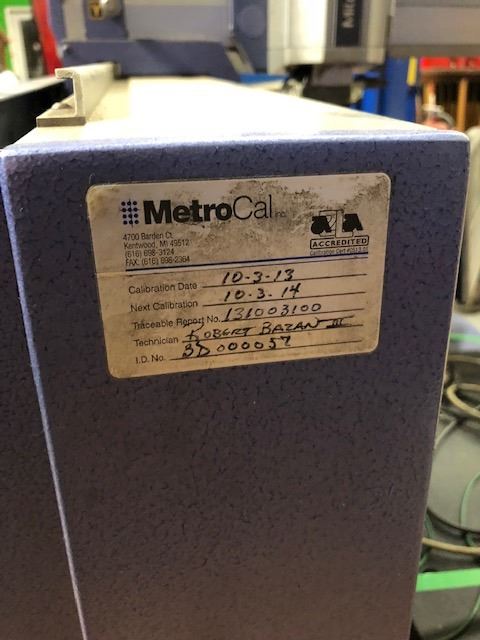 MetroCal inc.
4700 Barden Ct.
Kentwood, MI 49512
(616) 698-3124
FAX: (616) 698-2364
ACCREDITED
Calibration Date 10-3-13
Next Calibration 10-3-14
Traceable Report No. 131003100
Technician ROBERT BAZAN III
I.D. No. BD000057